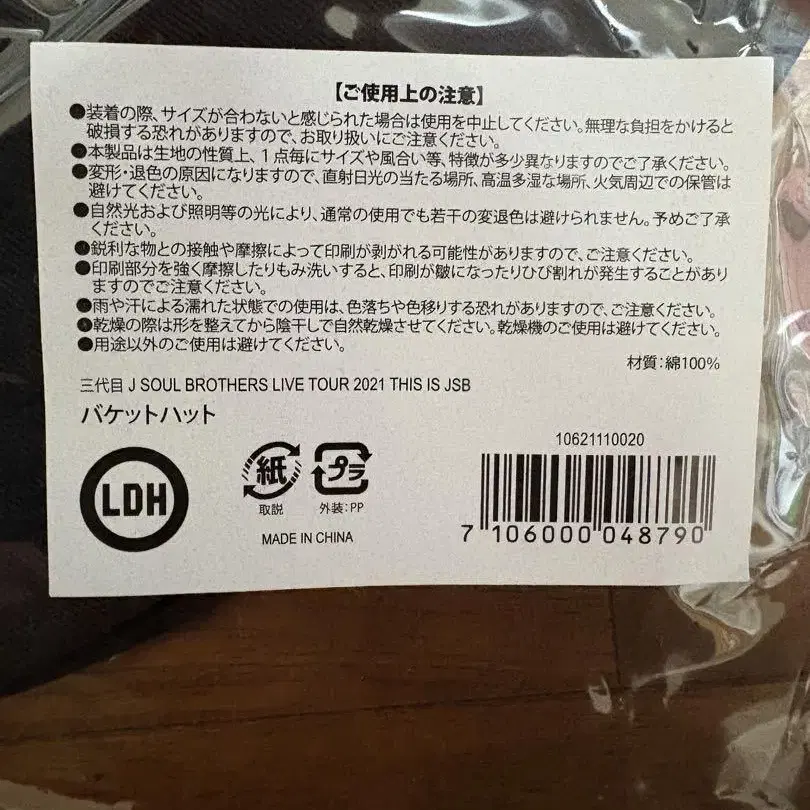 【ご使用上の注意】
●装着の際、サイズが合わないと感じられた場合は使用を中止してください。無理な負担をかけると
破損する恐れがありますので、お取り扱いにご注意ください。
●本製品は生地の性質上、1点毎にサイズや風合い等、特徴が多少異なりますのでご了承ください。
●変形・退色の原因になりますので、直射日光の当たる場所、高温多湿な場所、火気周辺での保管は
避けてください。
●自然光および照明等の光により、通常の使用でも若干の変退色は避けられません。予めご了承
ください。
●鋭利な物との接触や摩擦によって印刷が剥がれる可能性がありますので、ご注意ください。
●印刷部分を強く摩擦したりもみ洗いすると、印刷が皺になったりひび割れが発生することがあり
ますのでご注意ください。
●雨や汗による濡れた状態での使用は、色落ちや色移りする恐れがありますので、ご注意ください。
●乾燥の際は形を整えてから陰干しで自然乾燥させてください。乾燥機のご使用は避けてください。
●用途以外のご使用は避けてください。
材質：綿100%
三代目 J SOUL BROTHERS LIVE TOUR 2021 THIS IS JSB
バケットハット
LDH
紙
取説
プラ
外装：PP
MADE IN CHINA
10621110020
7 106000 048790